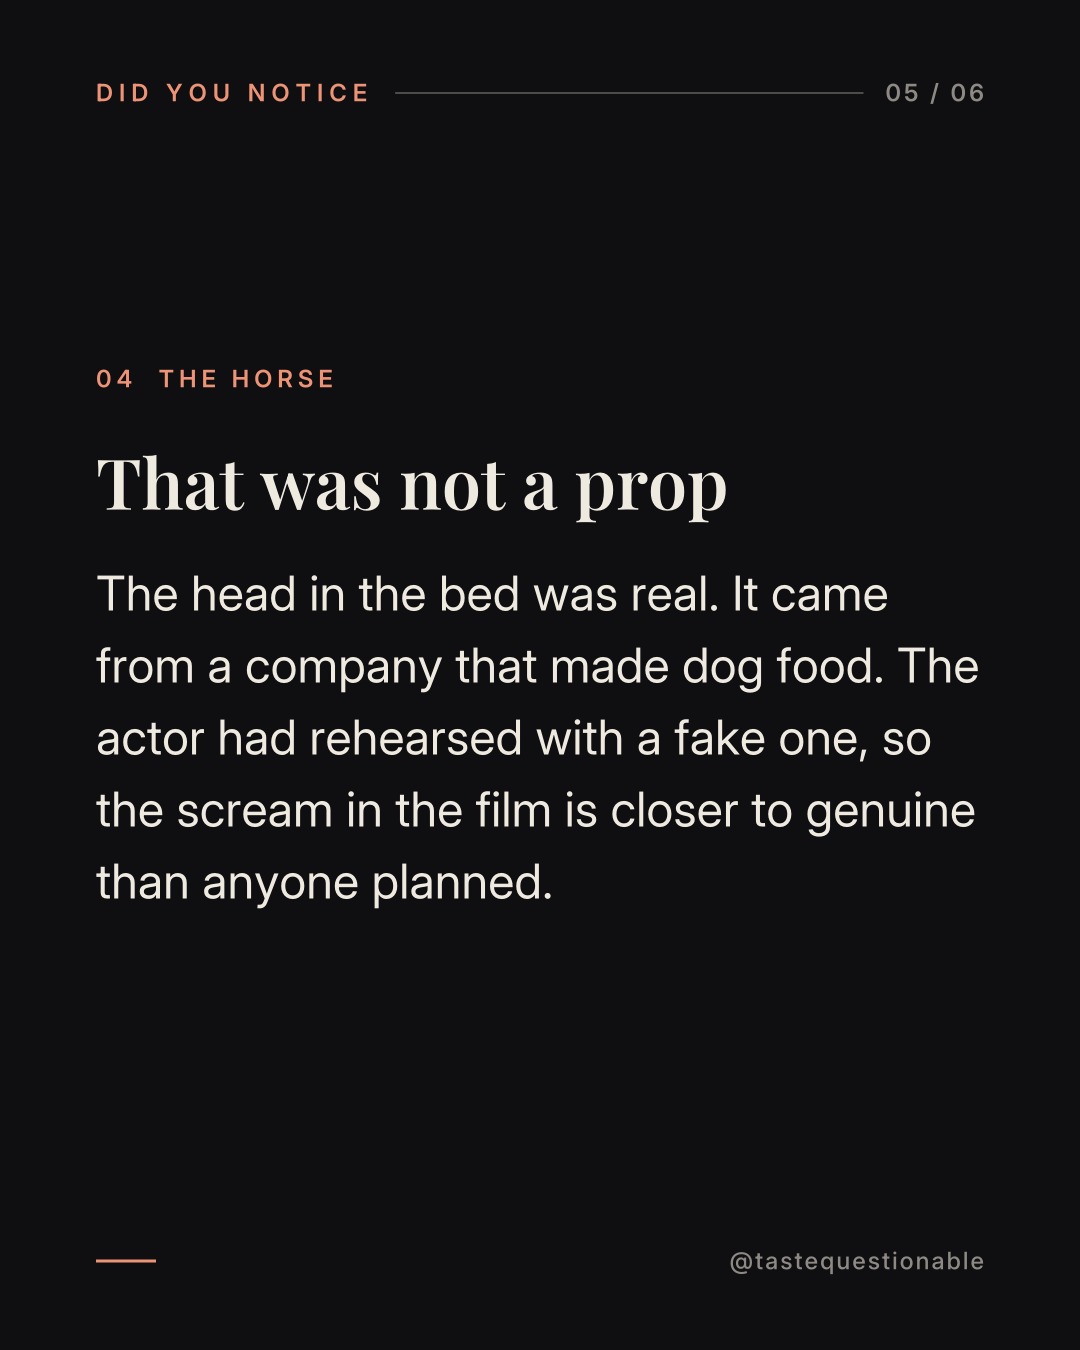 DID YOU NOTICE 05 / 06
04 THE HORSE
That was not a prop
The head in the bed was real. It came
from a company that made dog food. The
actor had rehearsed with a fake one, so
the scream in the film is closer to genuine
than anyone planned.
@tastequestionable